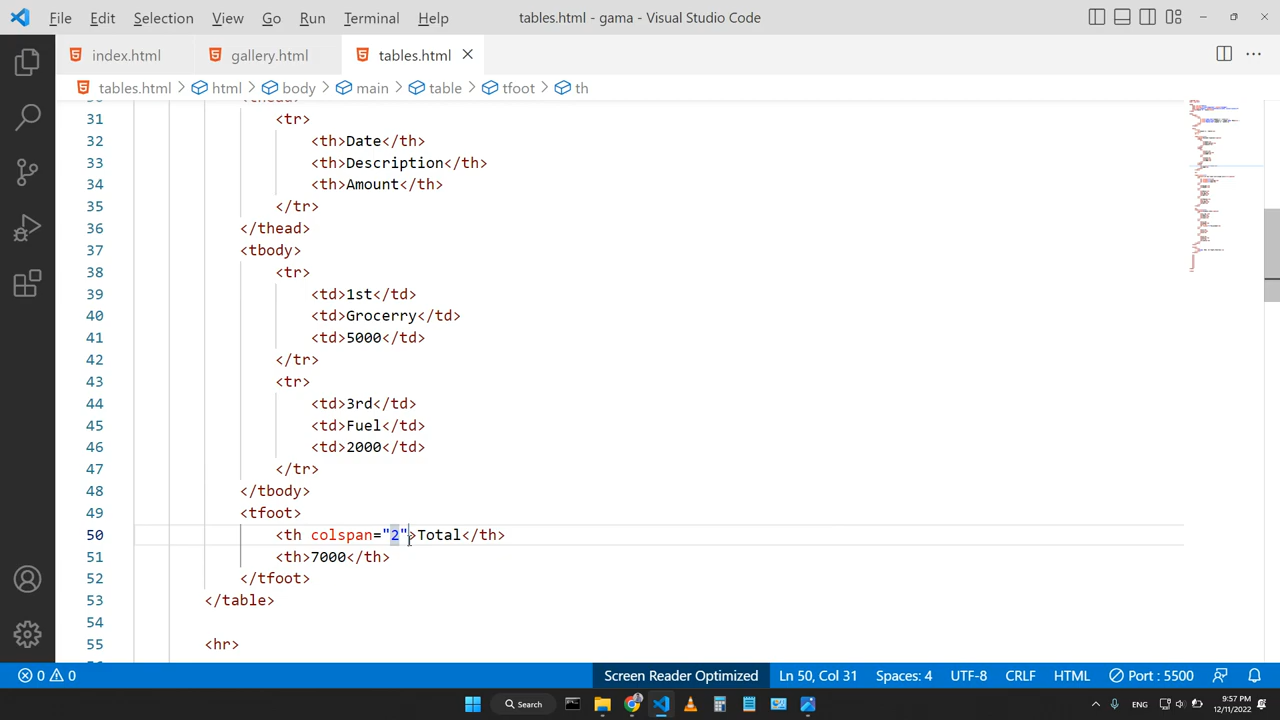 File Edit Selection View Go Run Terminal Help tables.html - gama - Visual Studio Code
index.html gallery.html tables.html
tables.html > html > body > main > table > tfoot > th
31 <tr>
32 <th>Date</th>
33 <th>Description</th>
34 <th>Amount</th>
35 </tr>
36 </thead>
37 <tbody>
38 <tr>
39 <td>1st</td>
40 <td>Grocerry</td>
41 <td>5000</td>
42 </tr>
43 <tr>
44 <td>3rd</td>
45 <td>Fuel</td>
46 <td>2000</td>
47 </tr>
48 </tbody>
49 <tfoot>
50 <th colspan="2">Total</th>
51 <th>7000</th>
52 </tfoot>
53 </table>
54
55 <hr>
0 0 Screen Reader Optimized Ln 50, Col 31 Spaces: 4 UTF-8 CRLF HTML Port : 5500
Search ENG 9:57 PM
12/11/2022